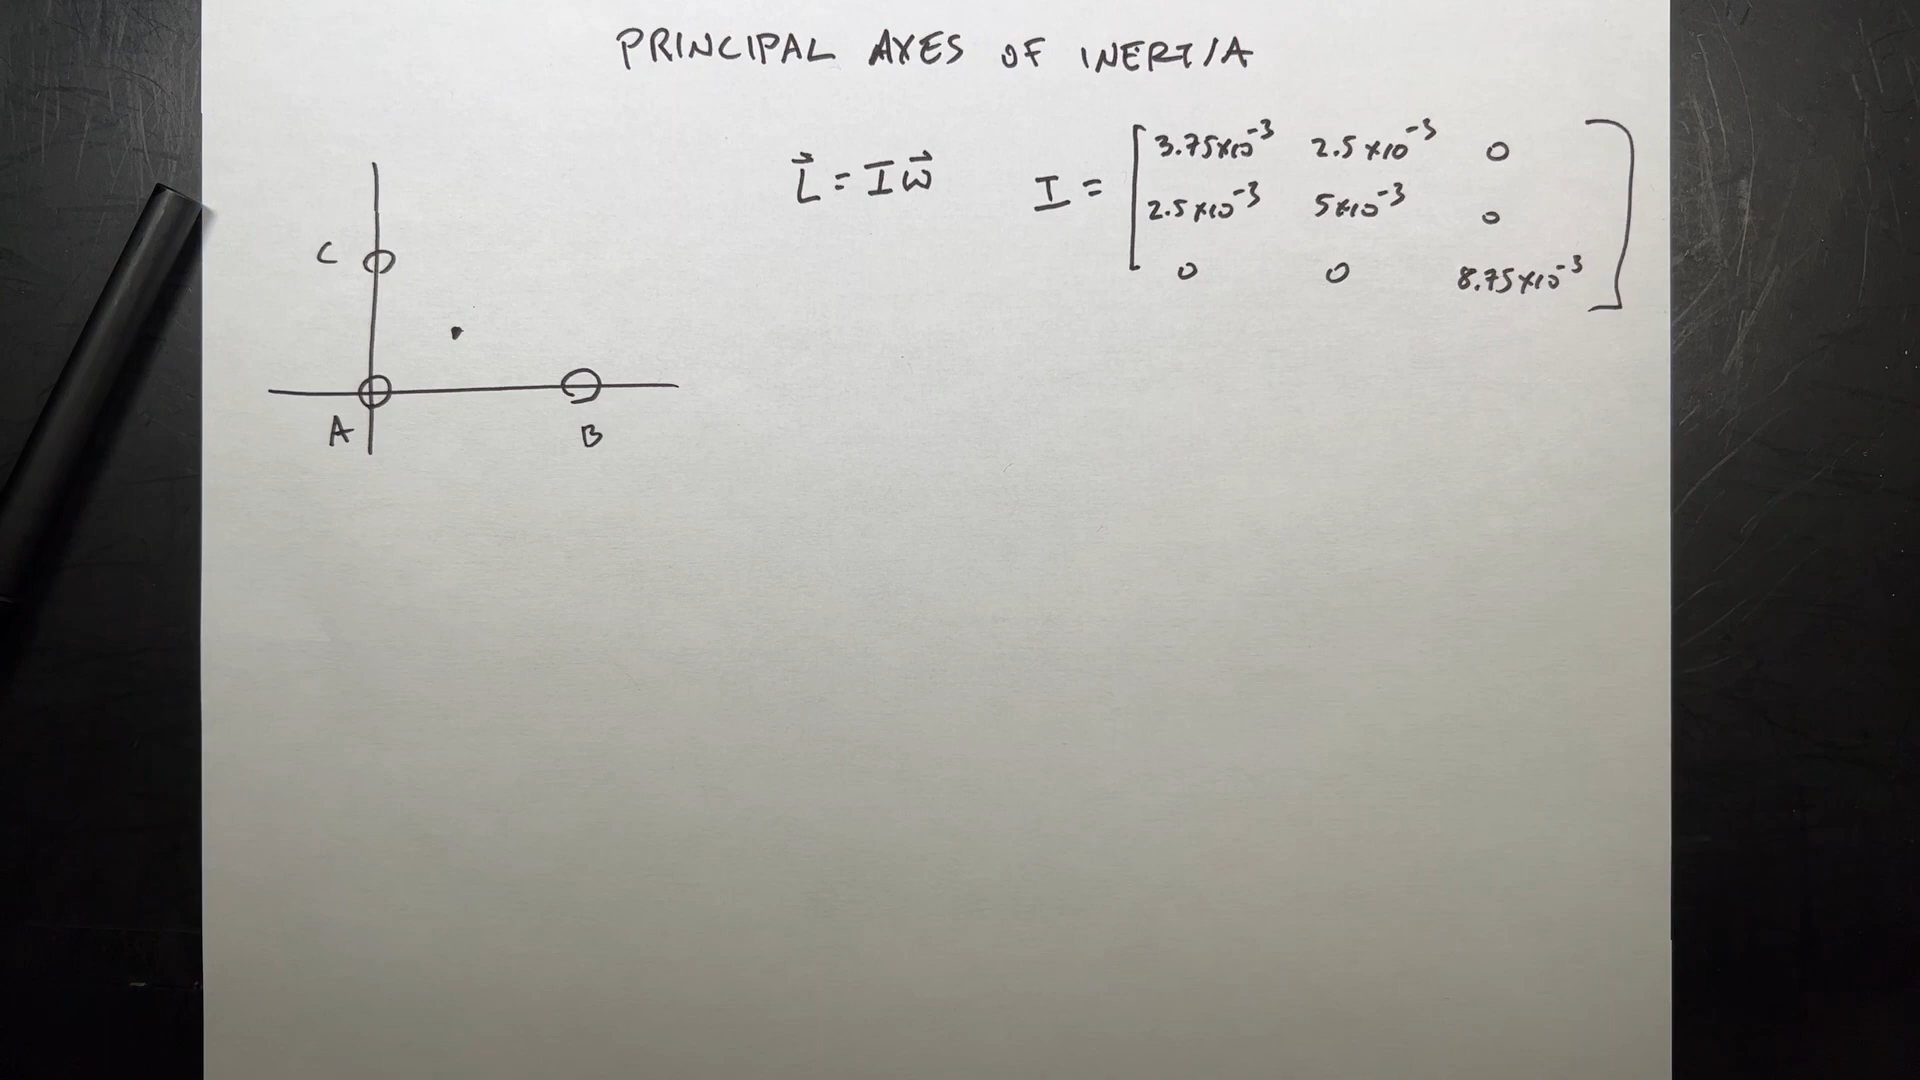 PRINCIPAL AXES OF INERTIA
L⃗ = Iω⃗
I = [3.75×10⁻³ 2.5×10⁻³ 0
2.5×10⁻³ 5×10⁻³ 0
0 0 8.75×10⁻³]
C
A
B